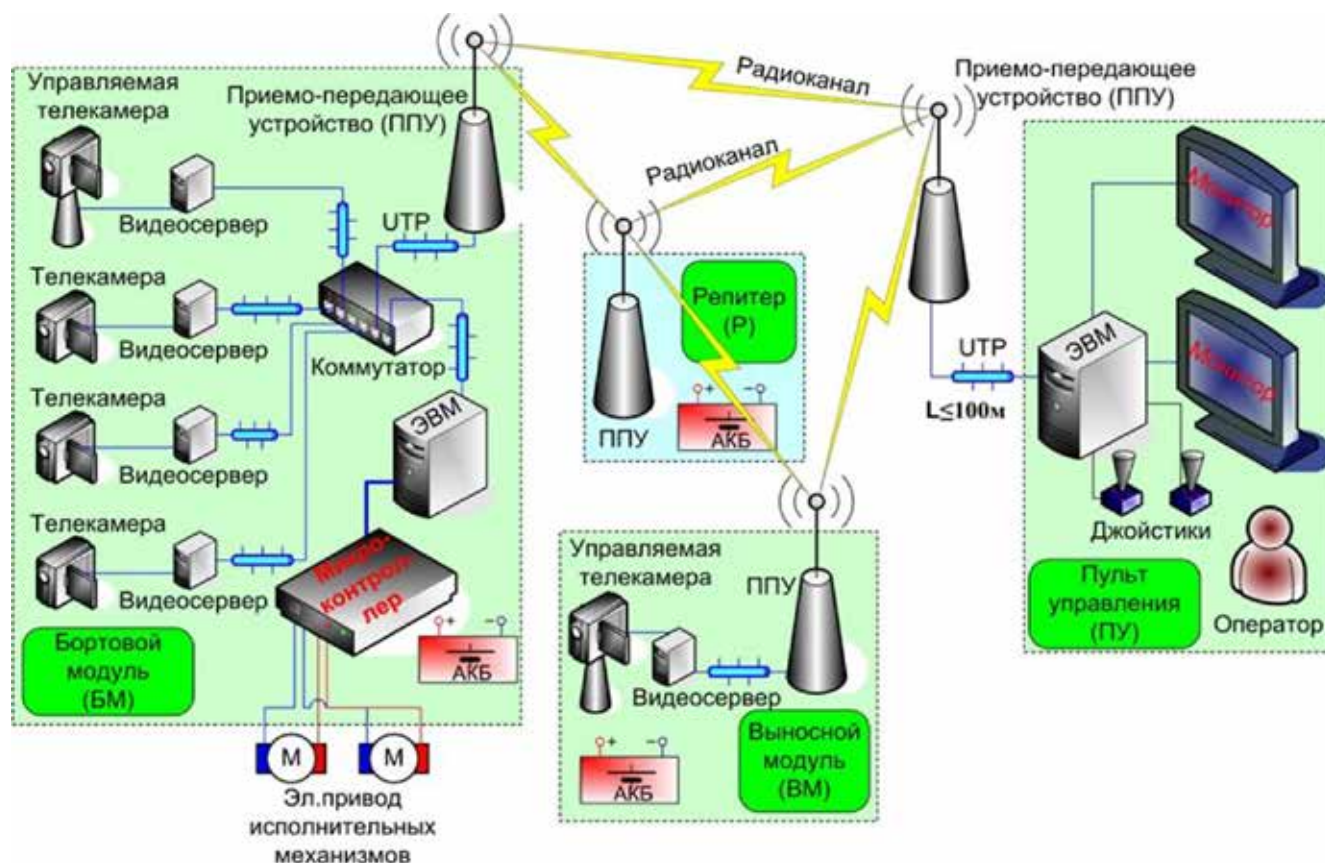 Управляемая
телекамера
Видеосервер
Приемо-передающее
устройство (ППУ)
UTP
Телекамера
Видеосервер
Коммутатор
Телекамера
Видеосервер
ЭВМ
Телекамера
Видеосервер
Микро-
контрол-
лер
+ −
АКБ
Бортовой
модуль
(БМ)
М
М
Эл.привод
исполнительных
механизмов
Радиоканал
Радиоканал
Репитер
(Р)
ППУ
+ −
АКБ
Управляемая
телекамера
ППУ
Видеосервер
+ −
АКБ
Выносной
модуль
(ВМ)
Приемо-передающее
устройство (ППУ)
UTP
L≤100м
Монитор
ЭВМ
Монитор
Джойстики
Пульт
управления
(ПУ)
Оператор